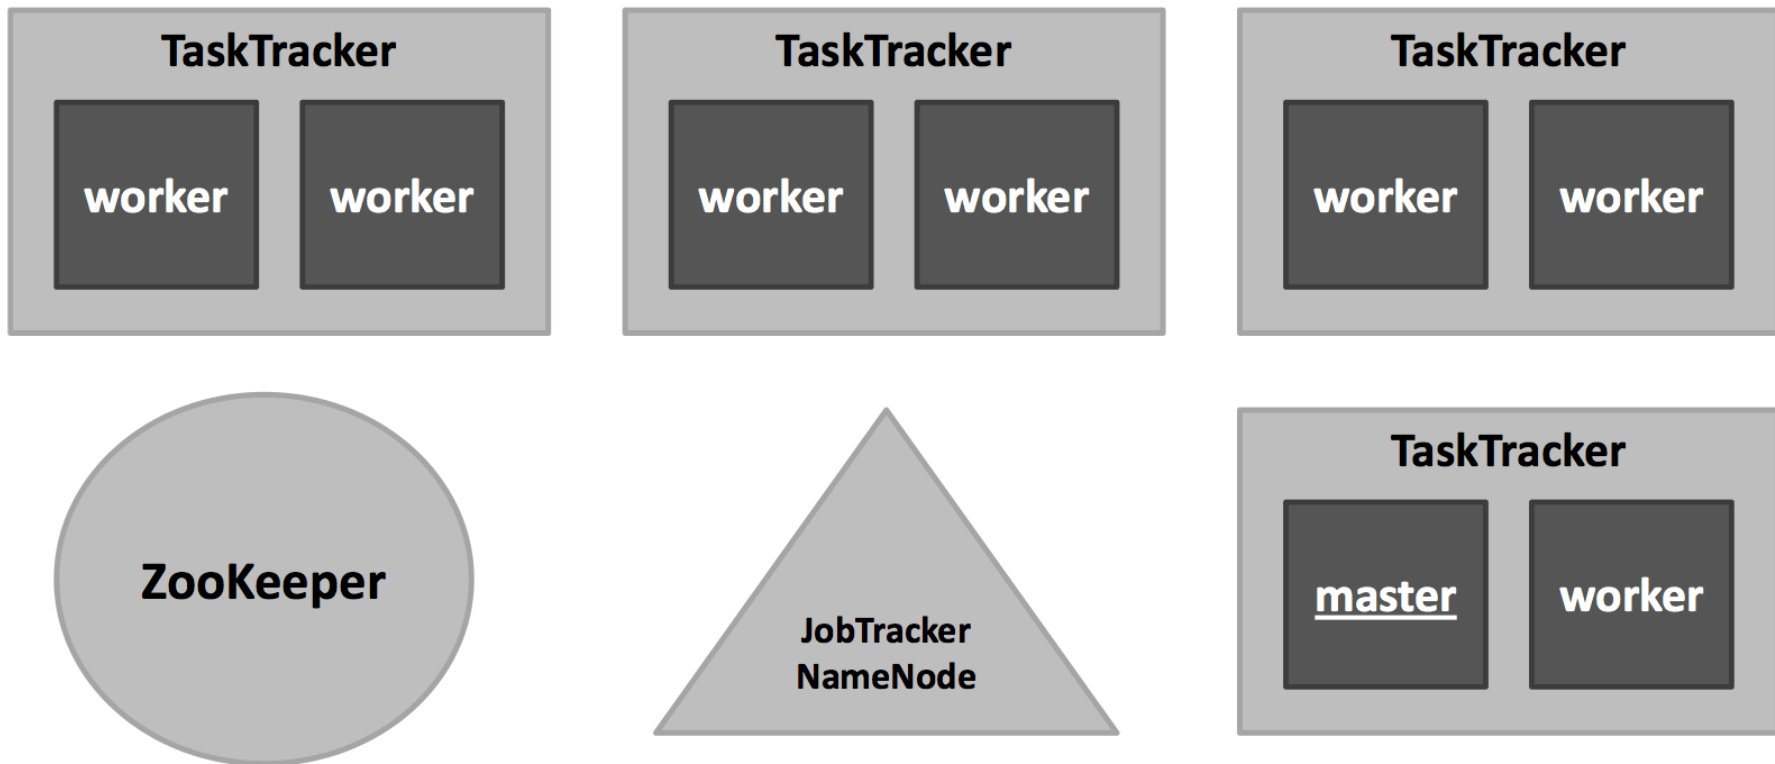 TaskTracker
worker worker
TaskTracker
worker worker
TaskTracker
worker worker
ZooKeeper
JobTracker
NameNode
TaskTracker
master worker